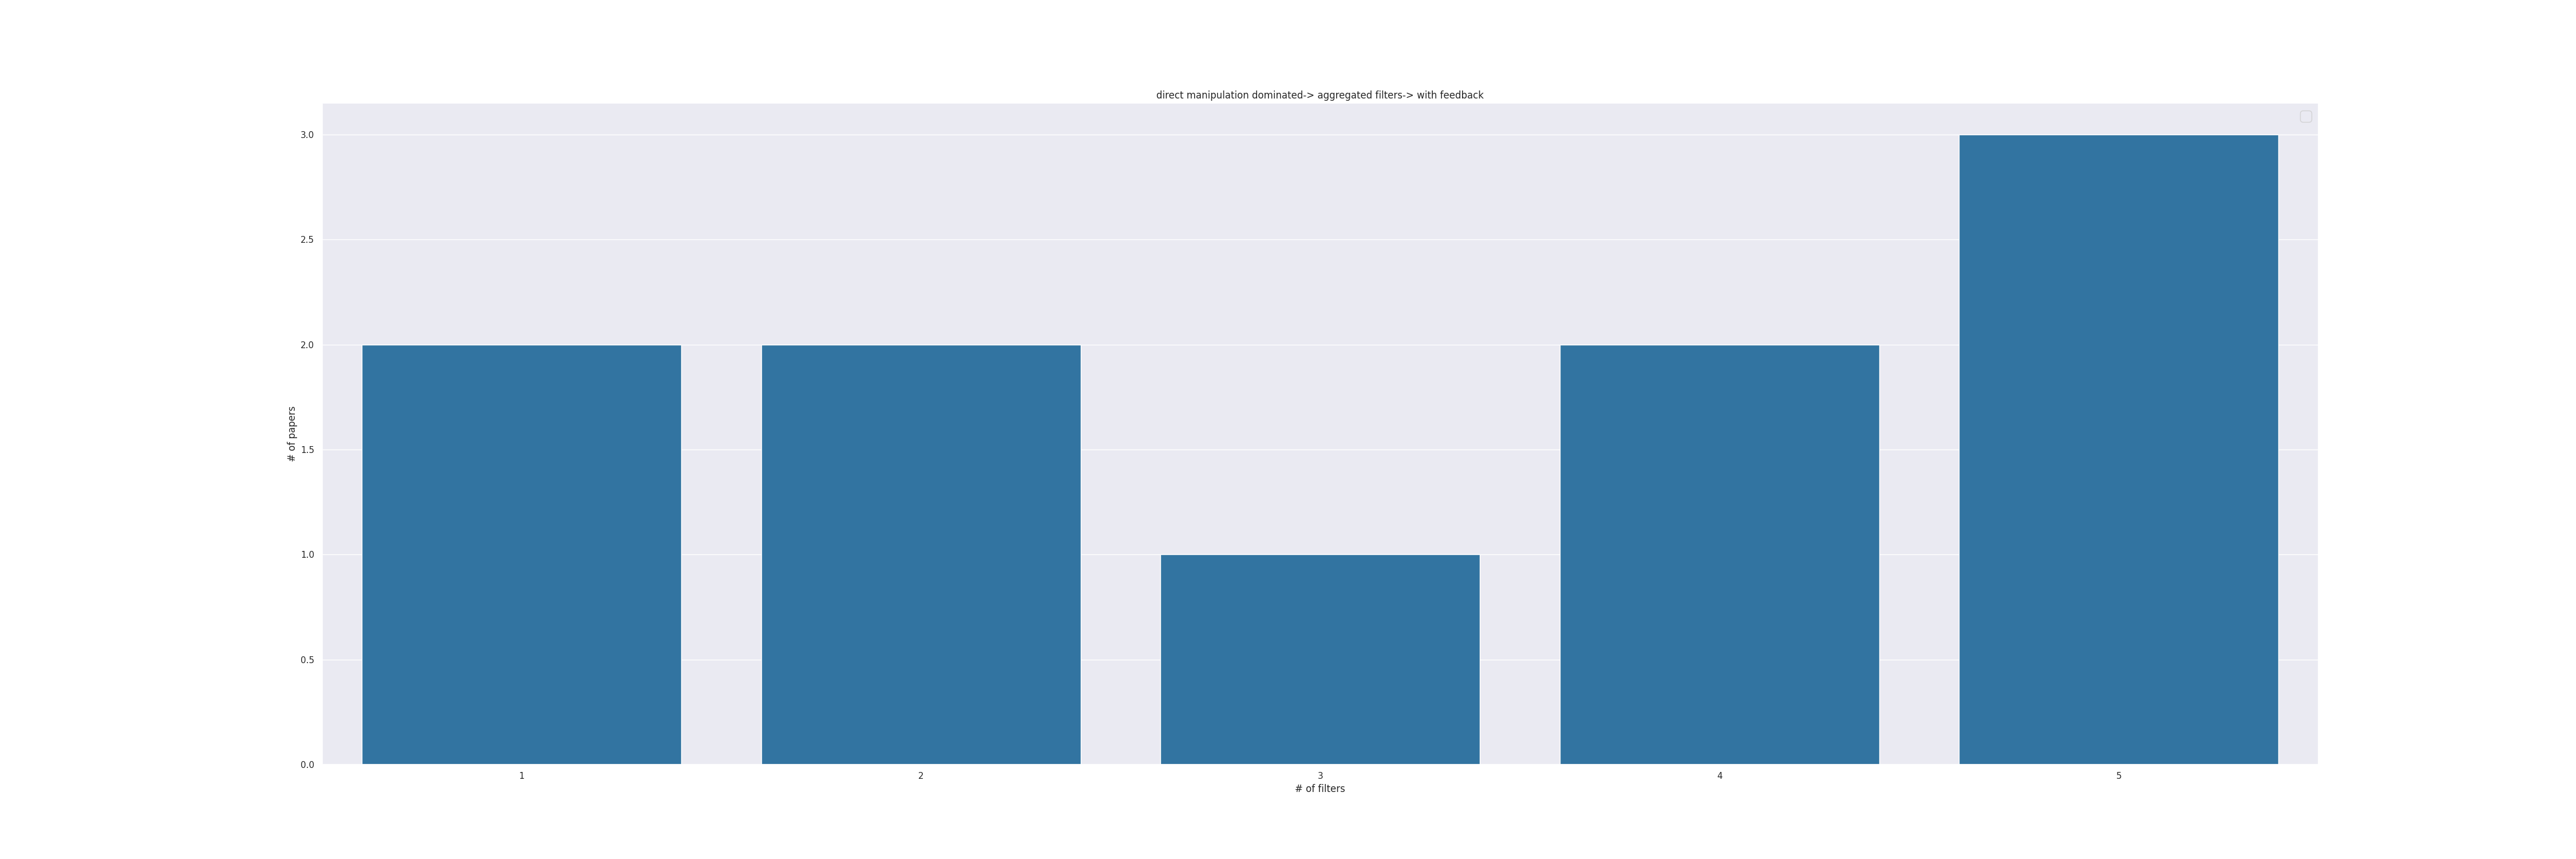 direct manipulation dominated-> aggregated filters-> with feedback
3.0
2.5
2.0
1.5
1.0
0.5
0.0
# of papers
1 2 3 4 5
# of filters